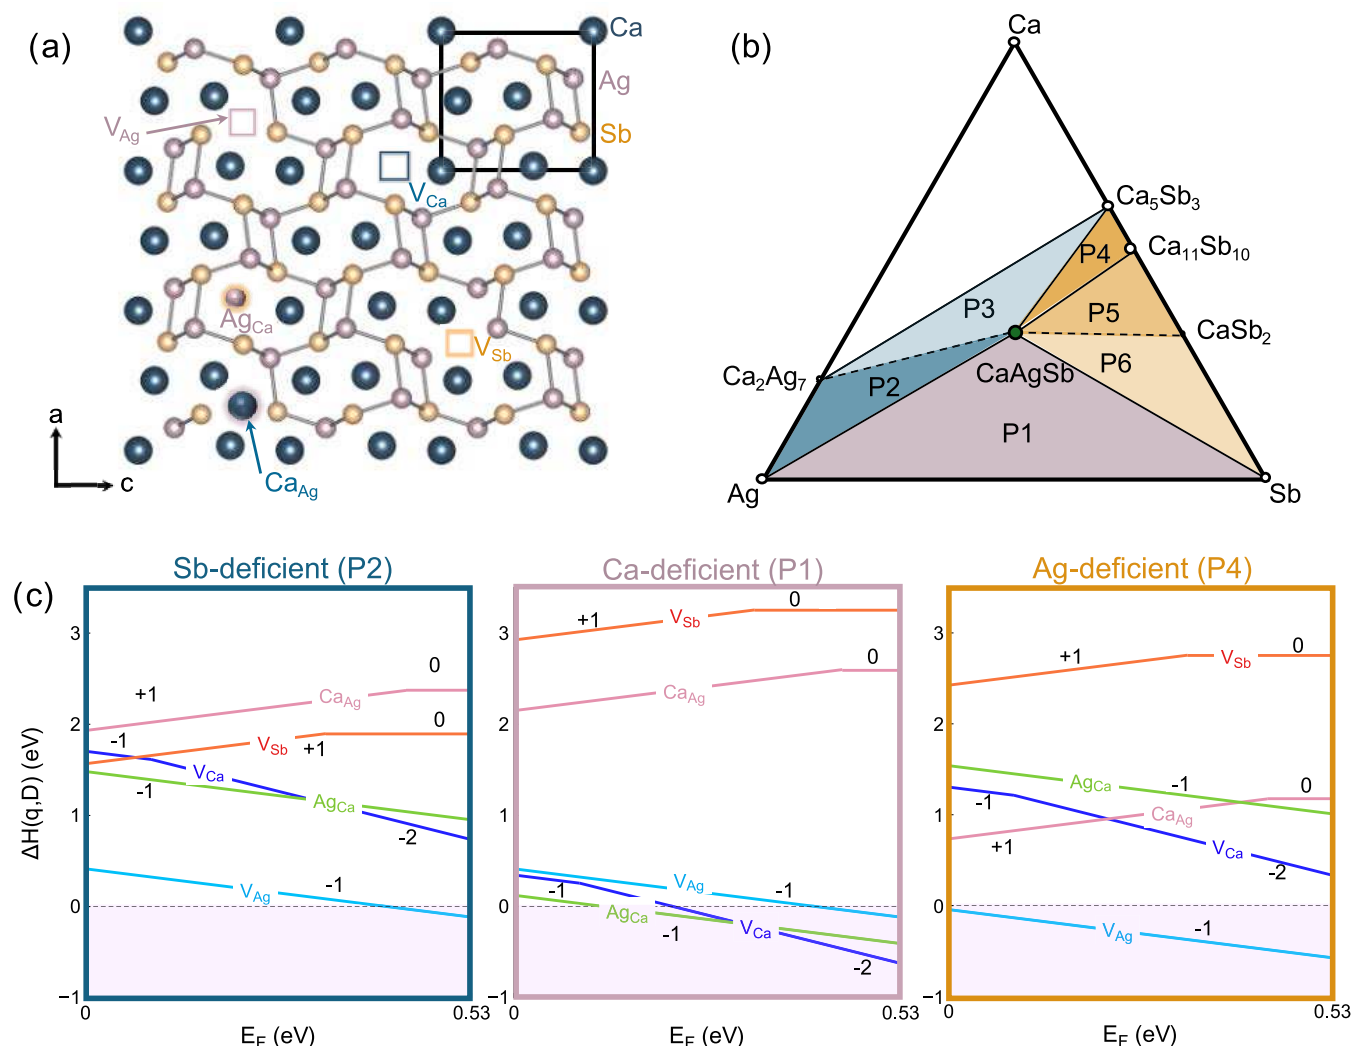 (a)
Ca
Ag
Sb
V_Ag
V_Ca
Ag_Ca
V_Sb
Ca_Ag
a
c
(b)
Ca
Ca₅Sb₃
Ca₁₁Sb₁₀
P4
P3
P5
CaSb₂
Ca₂Ag₇
P2
CaAgSb
P6
P1
Ag
Sb
(c)
Sb-deficient (P2)
ΔH(q,D) (eV)
3
2
1
0
−1
+1
0
Ca_Ag
0
-1
V_Sb
+1
V_Ca
-1
Ag_Ca
-2
V_Ag
-1
0
0.53
E_F (eV)
Ca-deficient (P1)
3
2
1
0
−1
+1
V_Sb
0
Ca_Ag
0
V_Ag
-1
-1
Ag_Ca
V_Ca
-1
-2
0
0.53
E_F (eV)
Ag-deficient (P4)
3
2
1
0
−1
+1
V_Sb
0
Ag_Ca
-1
0
-1
Ca_Ag
+1
V_Ca
-2
V_Ag
-1
0
0.53
E_F (eV)